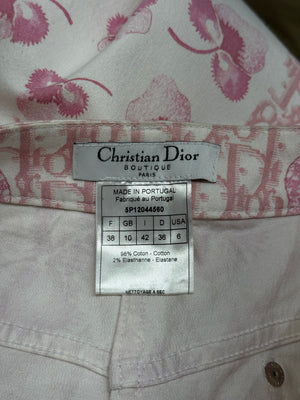 Christian Dior
BOUTIQUE
PARIS
MADE IN PORTUGAL
Fabriqué au Portugal
5P12044560
F GB I D USA
38 10 42 36 6
98% Coton - Cotton
2% Elasthanne - Elastane
NETTOYAGE A SEC